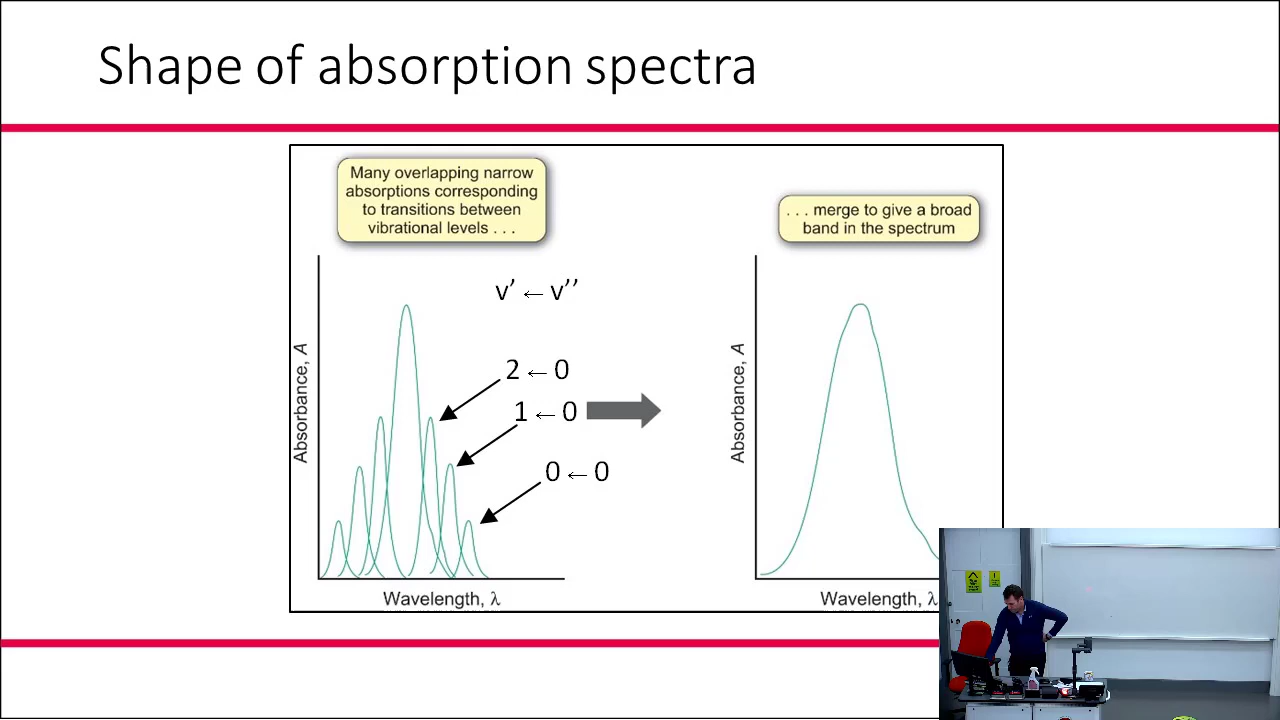 Shape of absorption spectra
Many overlapping narrow
absorptions corresponding
to transitions between
vibrational levels . . .
. . . merge to give a broad
band in the spectrum
v’ ← v’’
2 ← 0
1 ← 0
0 ← 0
Absorbance, A
Wavelength, λ
Absorbance, A
Wavelength, λ